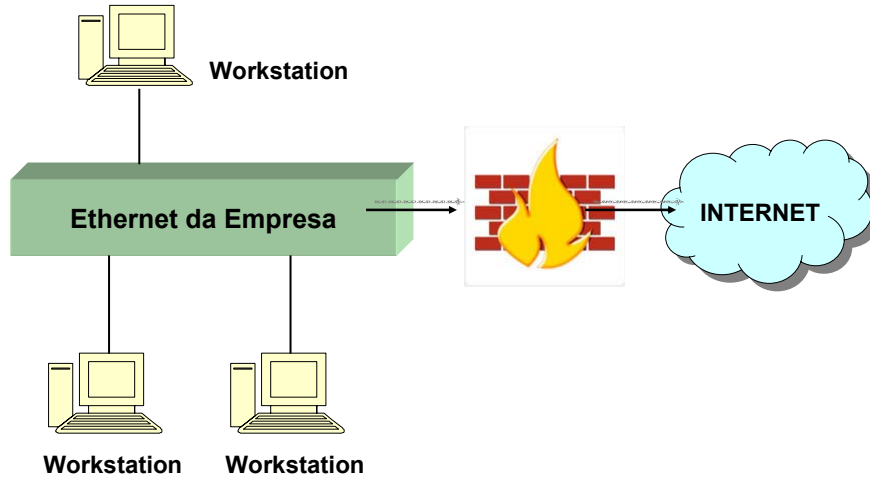 Workstation
Ethernet da Empresa
INTERNET
Workstation
Workstation